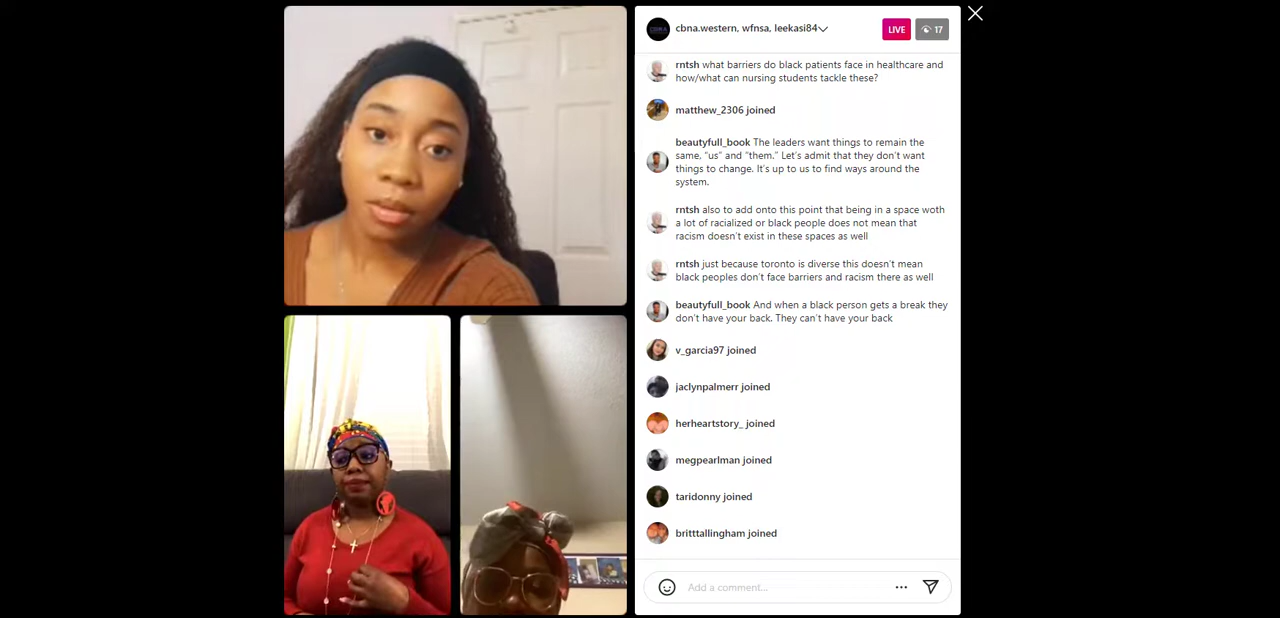 cbna.western, wfnsa, leekasi84
LIVE
17
rntsh what barriers do black patients face in healthcare and
how/what can nursing students tackle these?
matthew_2306 joined
beautyfull_book The leaders want things to remain the
same, “us” and “them.” Let’s admit that they don’t want
things to change. It’s up to us to find ways around the
system.
rntsh also to add onto this point that being in a space woth
a lot of racialized or black people does not mean that
racism doesn’t exist in these spaces as well
rntsh just because toronto is diverse this doesn’t mean
black peoples don’t face barriers and racism there as well
beautyfull_book And when a black person gets a break they
don’t have your back. They can’t have your back
v_garcia97 joined
jaclynpalmerr joined
herheartstory_ joined
megpearlman joined
taridonny joined
britttallingham joined
Add a comment...